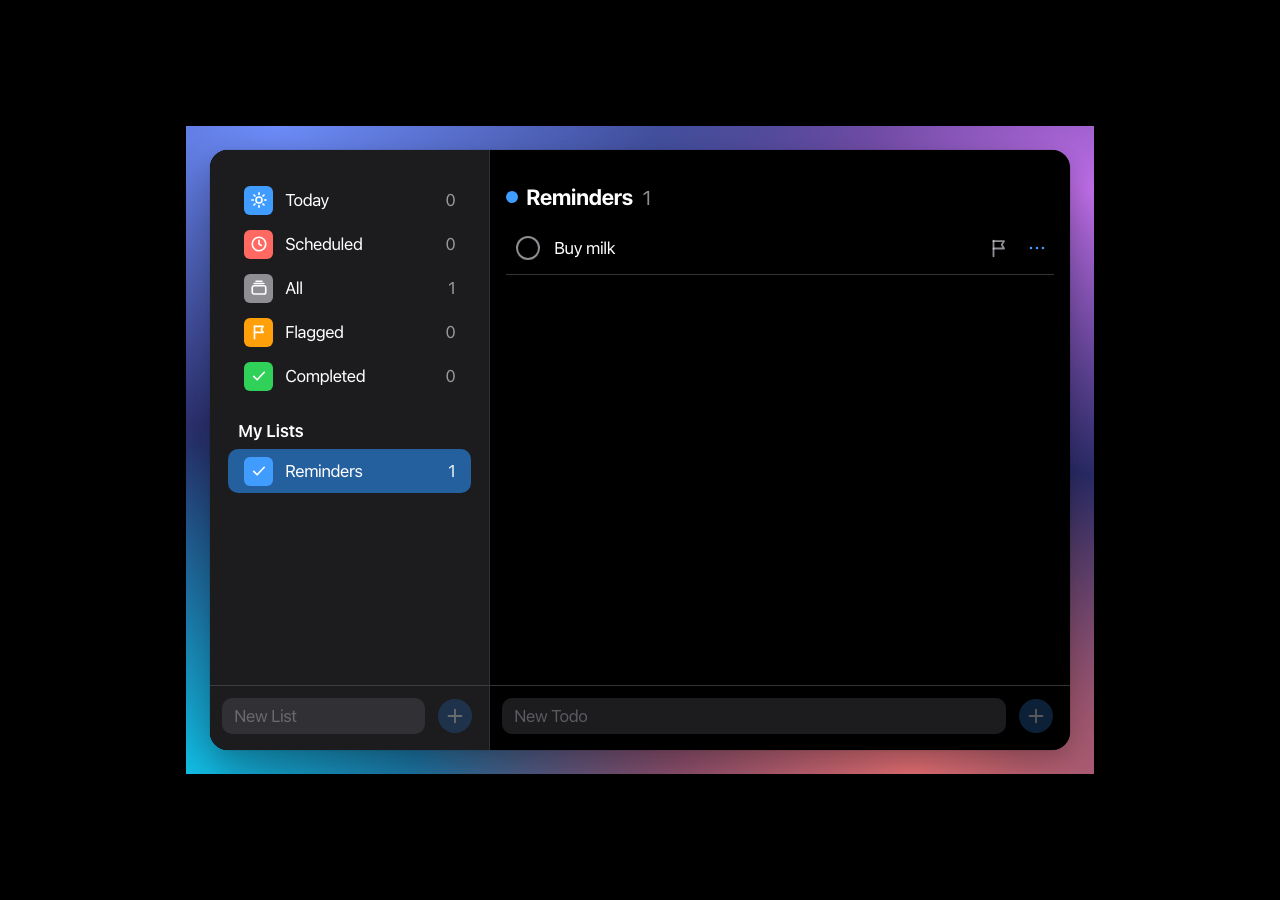 Today 0
Scheduled 0
All 1
Flagged 0
Completed 0
My Lists
Reminders 1
New List
Reminders 1
Buy milk
New Todo